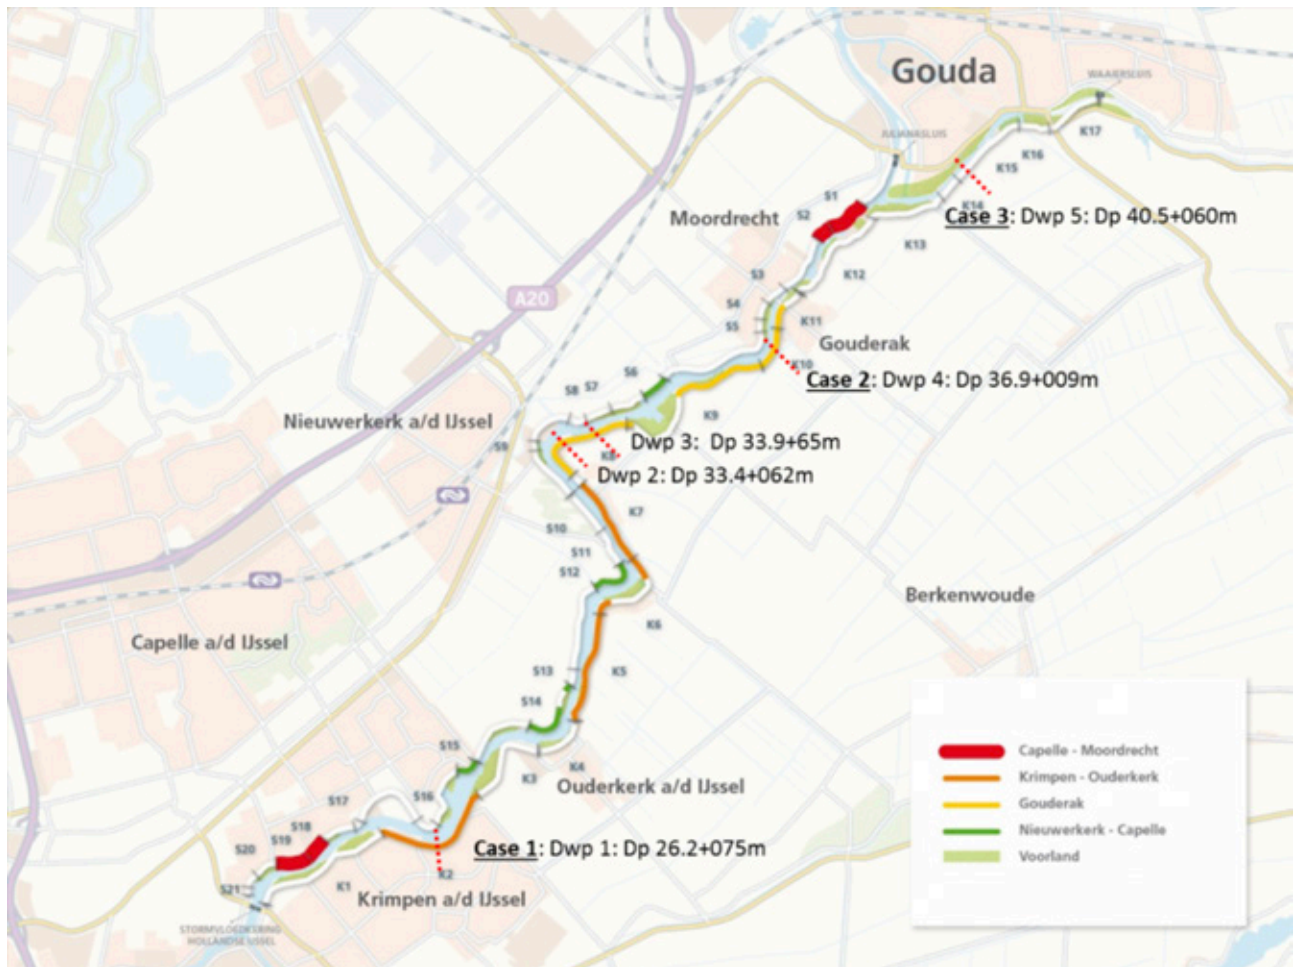 Gouda
WAAIERSLUIS
JULIANASLUIS
K17
K16
K15
K14
S1
S2
Moordrecht
Case 3: Dwp 5: Dp 40.5+060m
K13
K12
S3
A20
S4
S5
K11
Gouderak
K10
Case 2: Dwp 4: Dp 36.9+009m
S6
S7
S8
K9
Nieuwerkerk a/d IJssel
S9
Dwp 3: Dp 33.9+65m
K8
Dwp 2: Dp 33.4+062m
K7
S10
S11
S12
Berkenwoude
K6
Capelle a/d IJssel
S13
K5
S14
S15
K3
K4
Ouderkerk a/d IJssel
S16
S17
S18
S19
S20
Case 1: Dwp 1: Dp 26.2+075m
K2
S21
K1
Krimpen a/d IJssel
STORMVLOEDKERING
HOLLANDSE IJSSEL
Capelle - Moordrecht
Krimpen - Ouderkerk
Gouderak
Nieuwerkerk - Capelle
Voorland